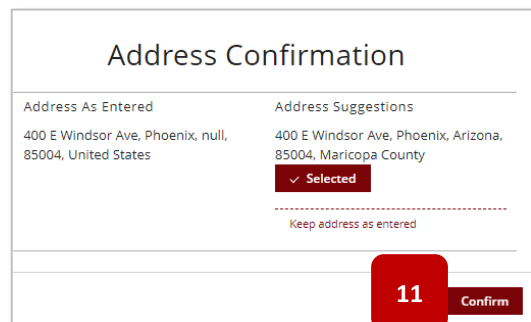 Address Confirmation
Address As Entered
400 E Windsor Ave, Phoenix, null,
85004, United States
Address Suggestions
400 E Windsor Ave, Phoenix, Arizona,
85004, Maricopa County
✓ Selected
Keep address as entered
11
Confirm